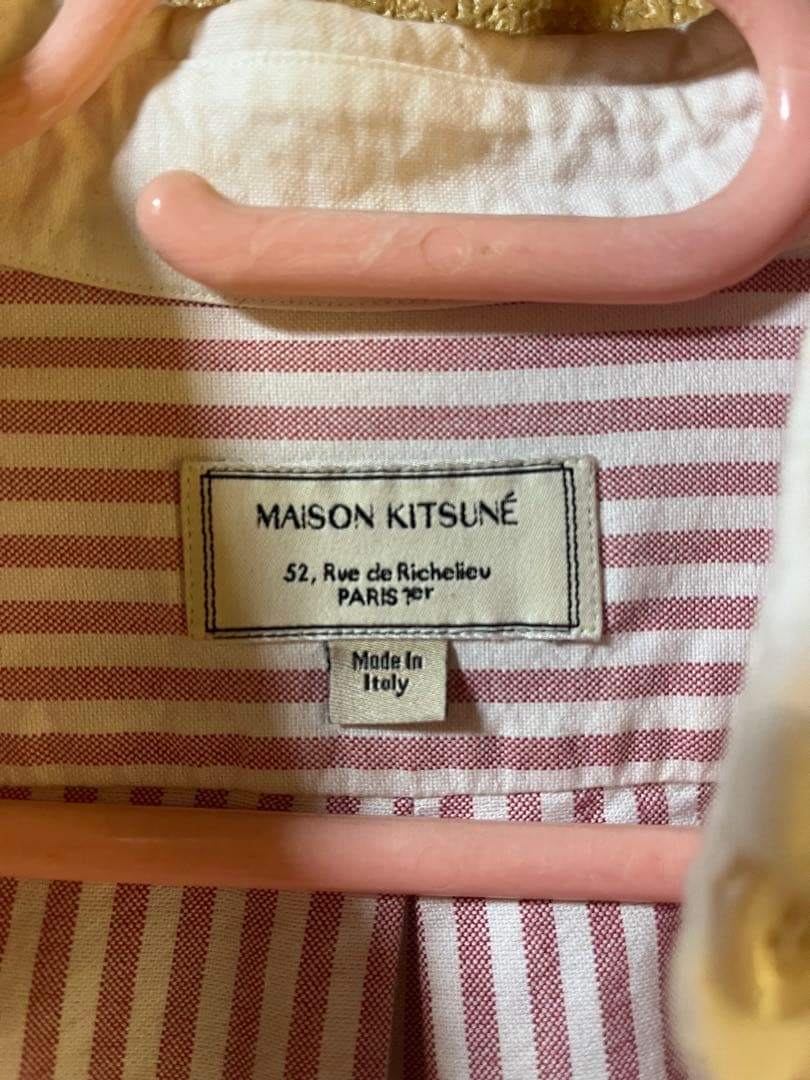 MAISON KITSUNÉ
52, Rue de Richelieu
PARIS 1er
Made In
Italy